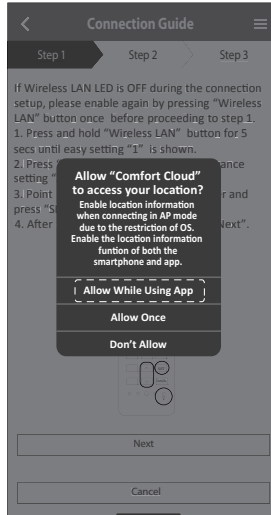 Connection Guide
Step 1
Step 2
Step 3
If Wireless LAN LED is OFF during the connection
setup, please enable again by pressing "Wireless
LAN" button once before proceeding to step 1.
1. Press and hold "Wireless LAN" button for 5
secs until easy setting "1" is shown.
2. Press
setting "
3. Point
er and
press "S
4. After
Next".
Allow "Comfort Cloud"
to access your location?
Enable location information
when connecting in AP mode
due to the restriction of OS.
Enable the location information
funtion of both the
smartphone and app.
Allow While Using App
Allow Once
Don't Allow
Next
Cancel